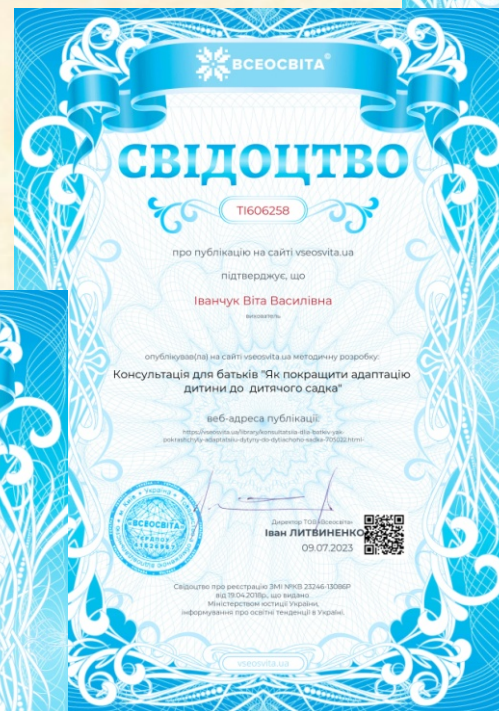 ВСЕОСВІТА
СВІДОЦТВО
ТІ606258
про публікацію на сайті vseosvita.ua
підтверджує, що
Іванчук Віта Василівна
вихователь
опублікував(ла) на сайті vseosvita.ua методичну розробку:
Консультація для батьків "Як покращити адаптацію
дитини до дитячого садка"
веб-адреса публікації:
ВСЕОСВІТА
Директор ТОВ «Всеосвіта»
Іван ЛИТВИНЕНКО
09.07.2023
Свідоцтво про реєстрацію ЗМІ №КВ 23246-13086Р
від 19.04.2018р., що видано
Міністерством юстиції України,
інформування про освітні тенденції в Україні.
vseosvita.ua